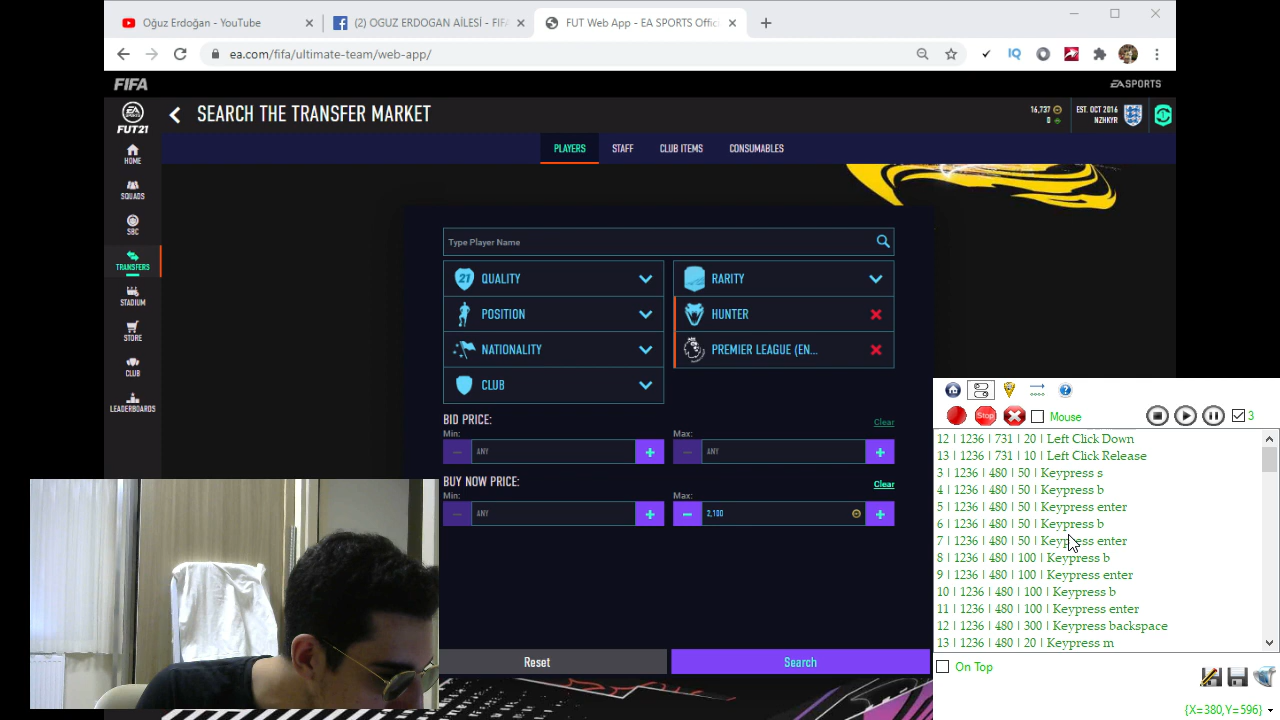 Oğuz Erdoğan - YouTube
(2) OGUZ ERDOGAN AİLESİ - FIFA
FUT Web App - EA SPORTS Offici
ea.com/fifa/ultimate-team/web-app/
IQ
FIFA
EA SPORTS
FUT21
SEARCH THE TRANSFER MARKET
16,737
0
EST. OCT 2016
NZHKYR
PLAYERS
STAFF
CLUB ITEMS
CONSUMABLES
HOME
SQUADS
SBC
TRANSFERS
STADIUM
STORE
CLUB
LEADERBOARDS
Type Player Name
21 QUALITY
RARITY
POSITION
HUNTER
NATIONALITY
PREMIER LEAGUE (EN...
CLUB
BID PRICE:
Clear
Min:
Max:
ANY
ANY
BUY NOW PRICE:
Clear
Min:
Max:
ANY
2,100
Reset
Search
Stop
Mouse
3
12 | 1236 | 731 | 20 | Left Click Down
13 | 1236 | 731 | 10 | Left Click Release
3 | 1236 | 480 | 50 | Keypress s
4 | 1236 | 480 | 50 | Keypress b
5 | 1236 | 480 | 50 | Keypress enter
6 | 1236 | 480 | 50 | Keypress b
7 | 1236 | 480 | 50 | Keypress enter
8 | 1236 | 480 | 100 | Keypress b
9 | 1236 | 480 | 100 | Keypress enter
10 | 1236 | 480 | 100 | Keypress b
11 | 1236 | 480 | 100 | Keypress enter
12 | 1236 | 480 | 300 | Keypress backspace
13 | 1236 | 480 | 20 | Keypress m
On Top
{X=380,Y=596}